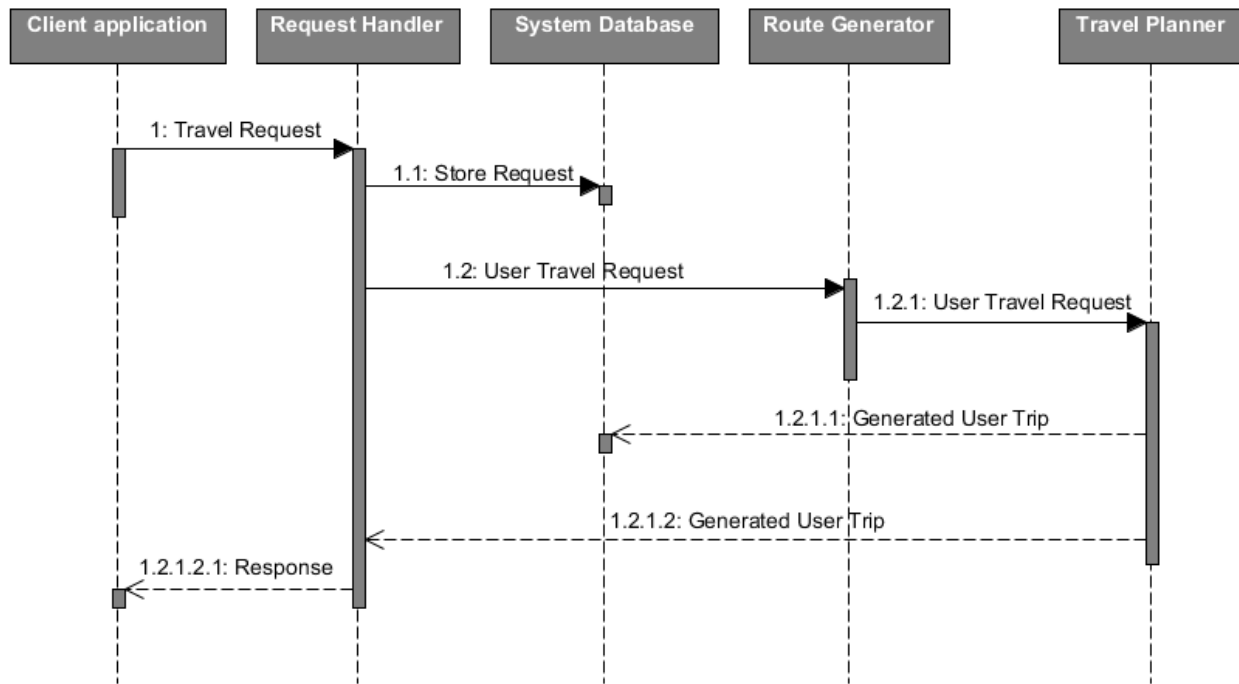 Client application
Request Handler
System Database
Route Generator
Travel Planner
1: Travel Request
1.1: Store Request
1.2: User Travel Request
1.2.1: User Travel Request
1.2.1.1: Generated User Trip
1.2.1.2: Generated User Trip
1.2.1.2.1: Response